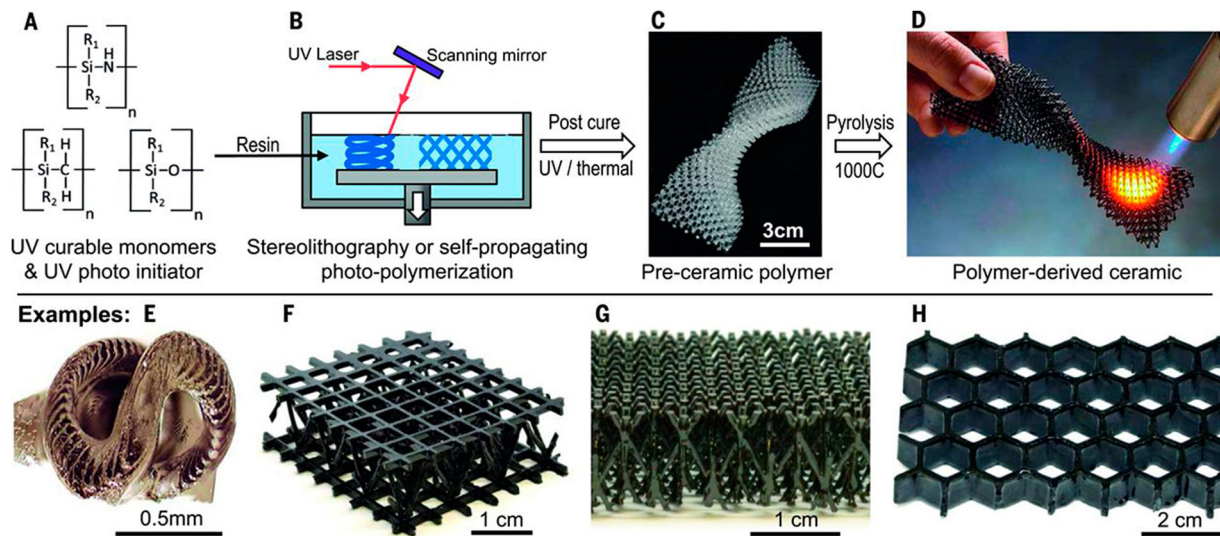 A
R1
Si
H
N
R2
n
R1
Si
H
C
H
R2
n
R1
Si
O
R2
n
UV curable monomers
& UV photo initiator
B
UV Laser
Scanning mirror
Resin
Stereolithography or self-propagating
photo-polymerization
Post cure
UV / thermal
C
3cm
Pre-ceramic polymer
Pyrolysis
1000C
D
Polymer-derived ceramic
Examples: E
0.5mm
F
1 cm
G
1 cm
H
2 cm